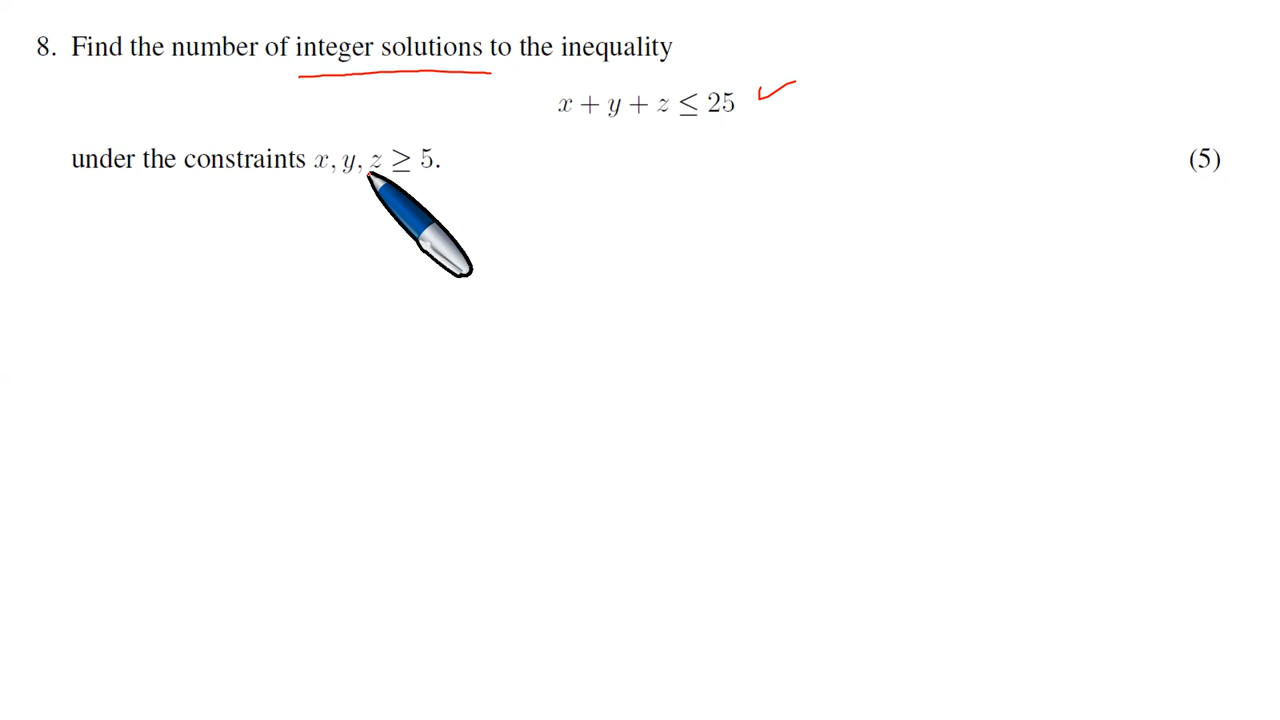 8. Find the number of integer solutions to the inequality
x + y + z ≤ 25
under the constraints x, y, z ≥ 5. (5)